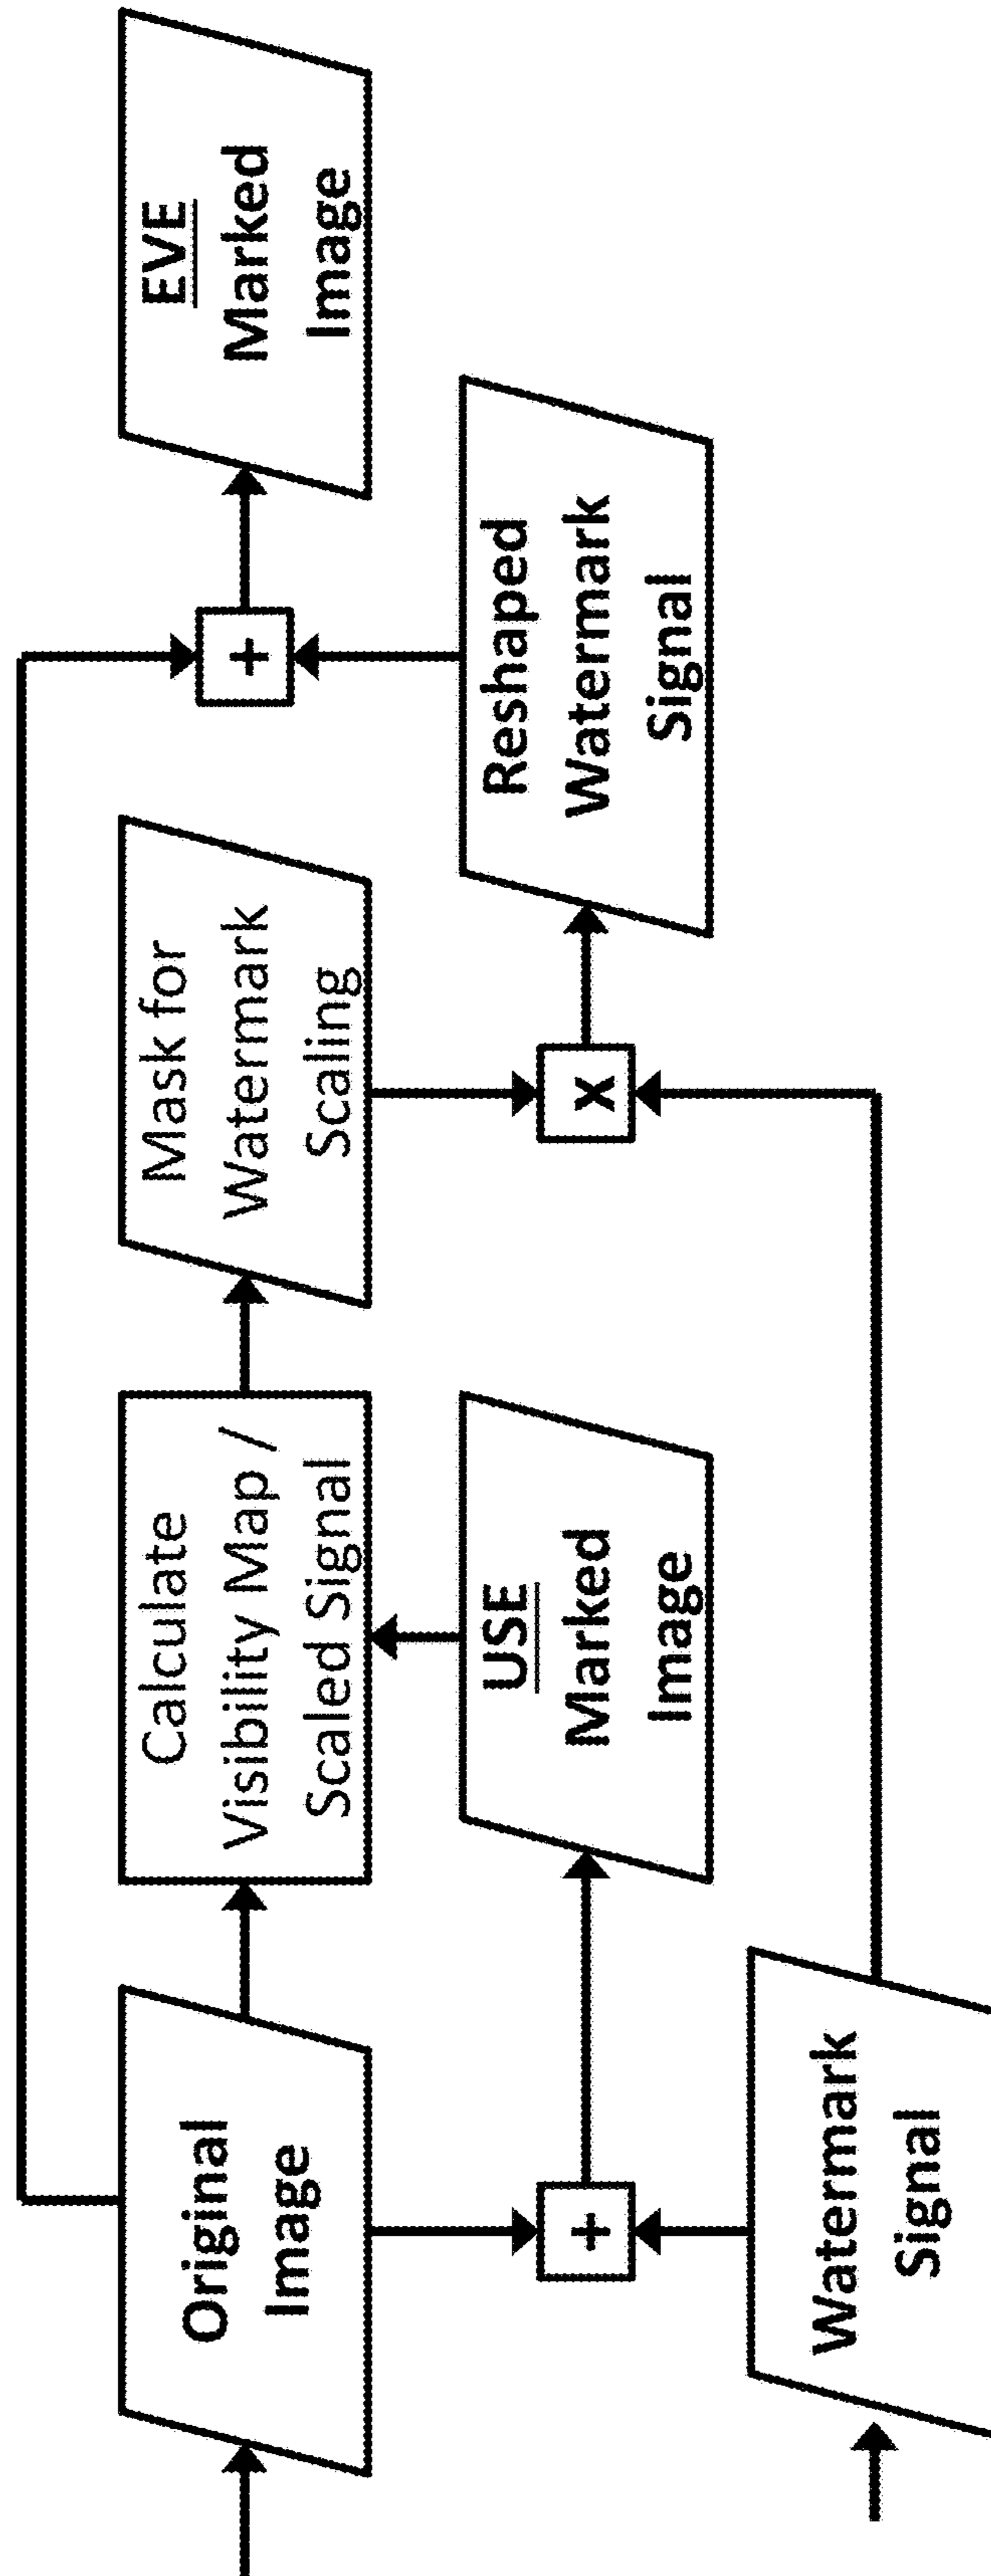 Original
Image
Calculate
Visibility Map /
Scaled Signal
Mask for
Watermark
Scaling
EVE
Marked
Image
+
+
USE
Marked
Image
x
Reshaped
Watermark
Signal
Watermark
Signal